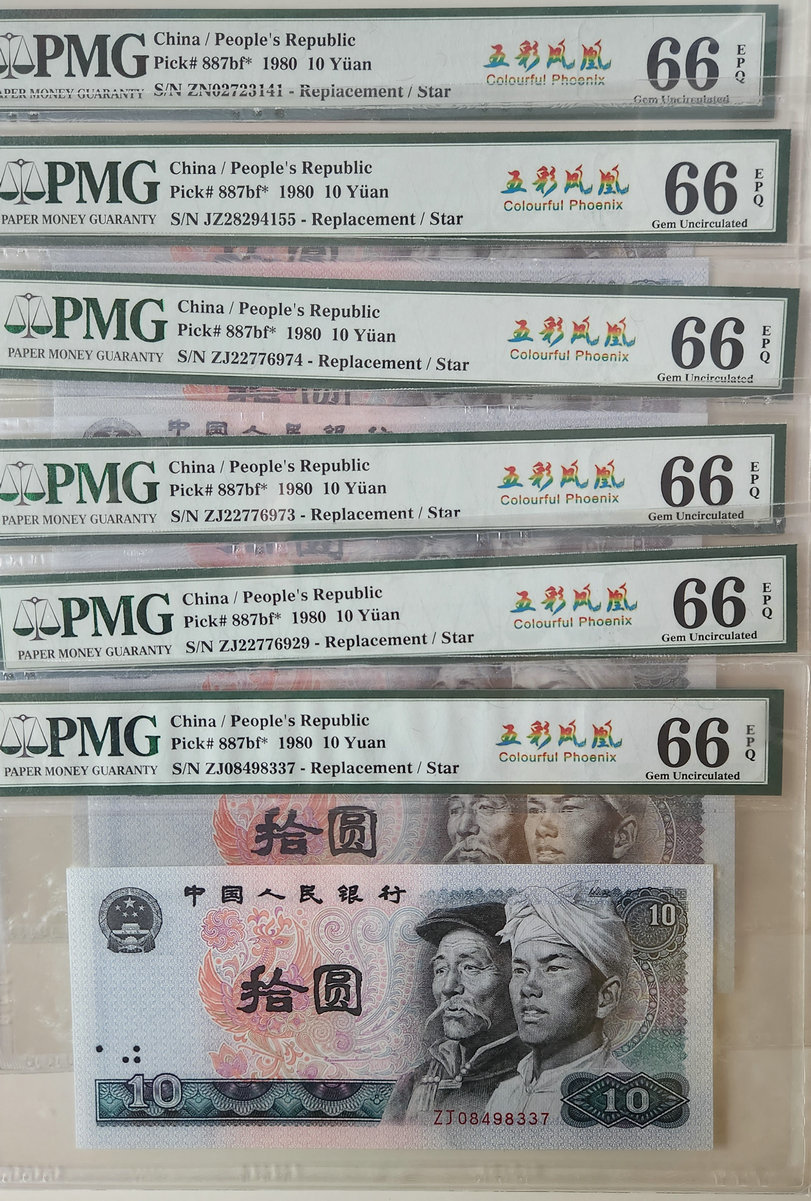 PMG
PAPER MONEY GUARANTY
China / People's Republic
Pick# 887bf* 1980 10 Yüan
S/N ZN02723141 - Replacement / Star
五彩凤凰
Colourful Phoenix
66
EPQ
Gem Uncirculated
PMG
PAPER MONEY GUARANTY
China / People's Republic
Pick# 887bf* 1980 10 Yüan
S/N JZ28294155 - Replacement / Star
五彩凤凰
Colourful Phoenix
66
EPQ
Gem Uncirculated
PMG
PAPER MONEY GUARANTY
China / People's Republic
Pick# 887bf* 1980 10 Yüan
S/N ZJ22776974 - Replacement / Star
五彩凤凰
Colourful Phoenix
66
EPQ
Gem Uncirculated
中国人民银行
PMG
PAPER MONEY GUARANTY
China / People's Republic
Pick# 887bf* 1980 10 Yüan
S/N ZJ22776973 - Replacement / Star
五彩凤凰
Colourful Phoenix
66
EPQ
Gem Uncirculated
PMG
PAPER MONEY GUARANTY
China / People's Republic
Pick# 887bf* 1980 10 Yüan
S/N ZJ22776929 - Replacement / Star
五彩凤凰
Colourful Phoenix
66
EPQ
Gem Uncirculated
PMG
PAPER MONEY GUARANTY
China / People's Republic
Pick# 887bf* 1980 10 Yuan
S/N ZJ08498337 - Replacement / Star
五彩凤凰
Colourful Phoenix
66
EPQ
Gem Uncirculated
拾圆
中国人民银行
10
拾圆
10
ZJ08498337
10